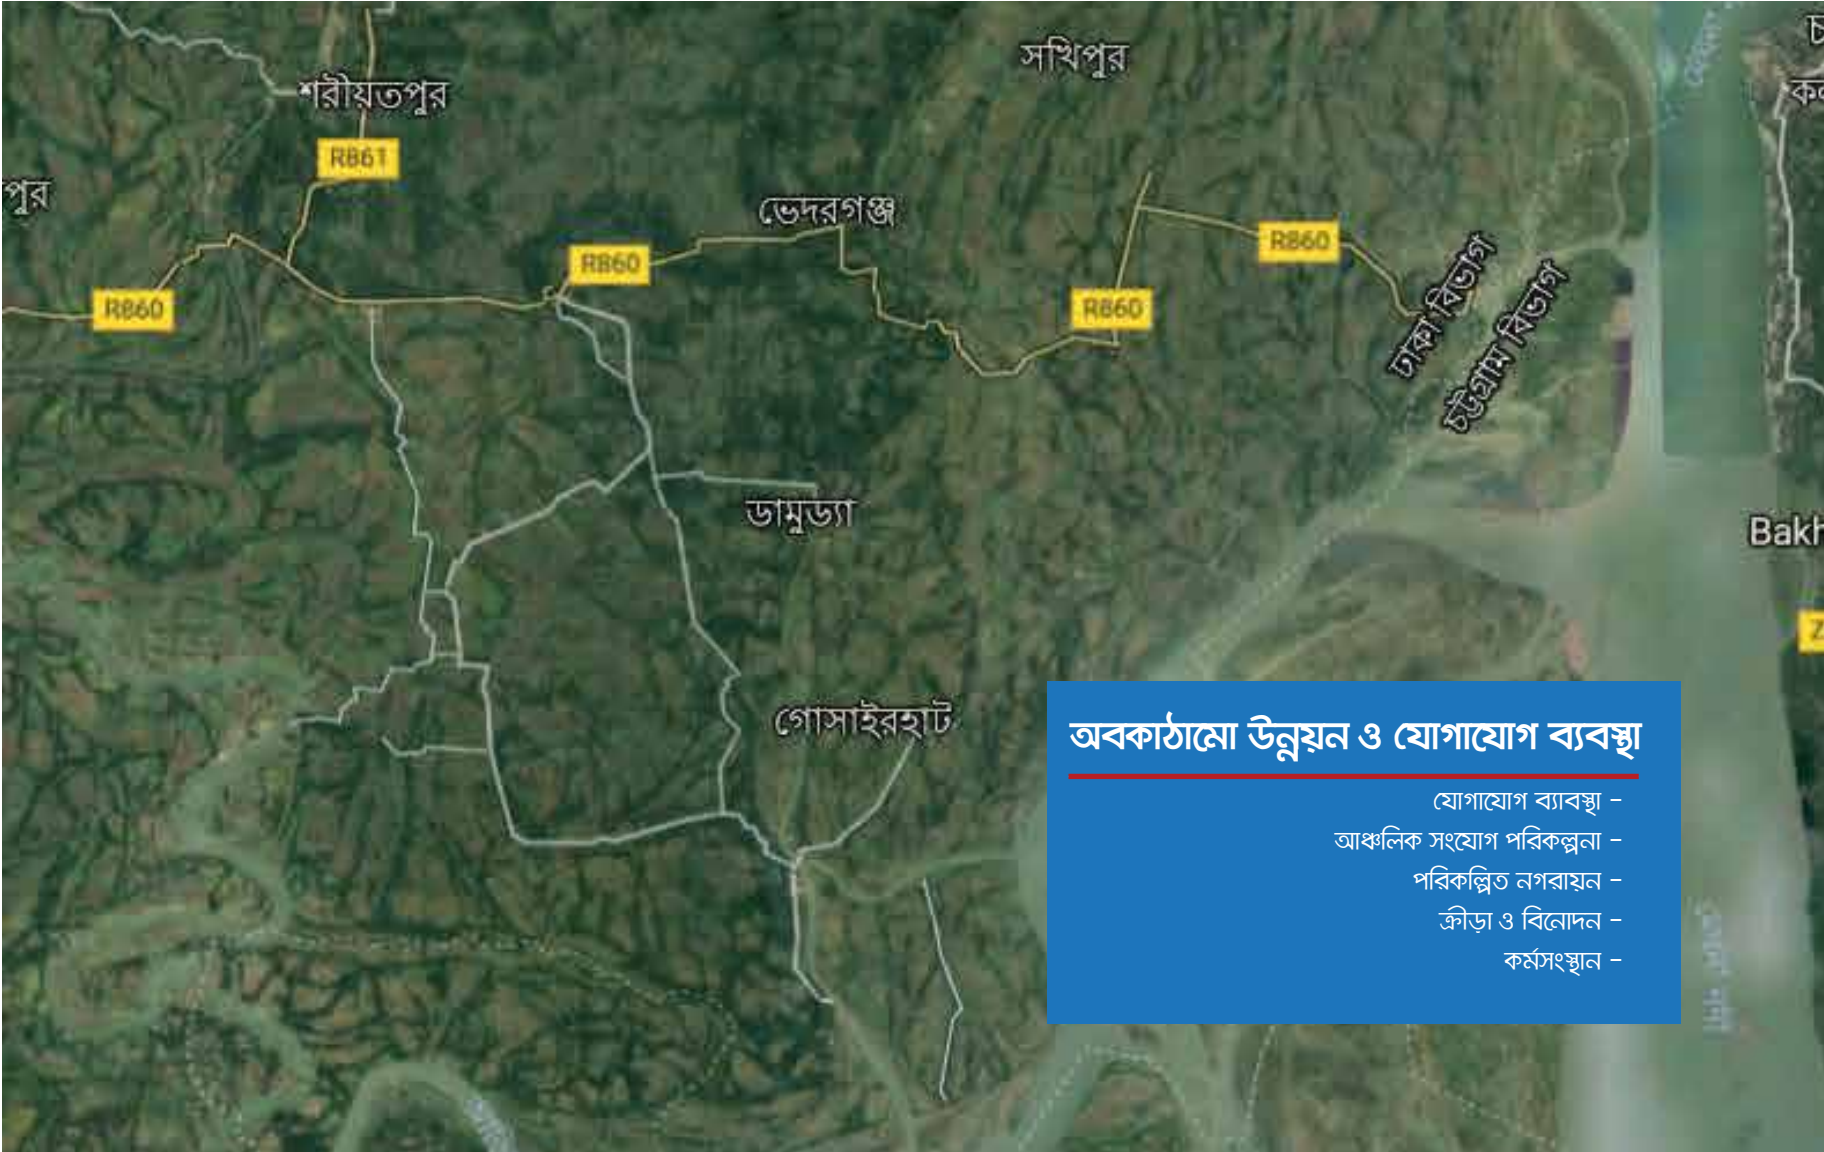 সখিপুর
শরীয়তপুর
R861
পুর
ভেদরগঞ্জ
R860
R860
R860
R860
ঢাকা বিভাগ
চট্টগ্রাম বিভাগ
ডামুড্যা
Bakh
গোসাইরহাট
অবকাঠামো উন্নয়ন ও যোগাযোগ ব্যবস্থা
যোগাযোগ ব্যাবস্থা –
আঞ্চলিক সংযোগ পরিকল্পনা –
পরিকল্পিত নগরায়ন –
ক্রীড়া ও বিনোদন –
কর্মসংস্থান –